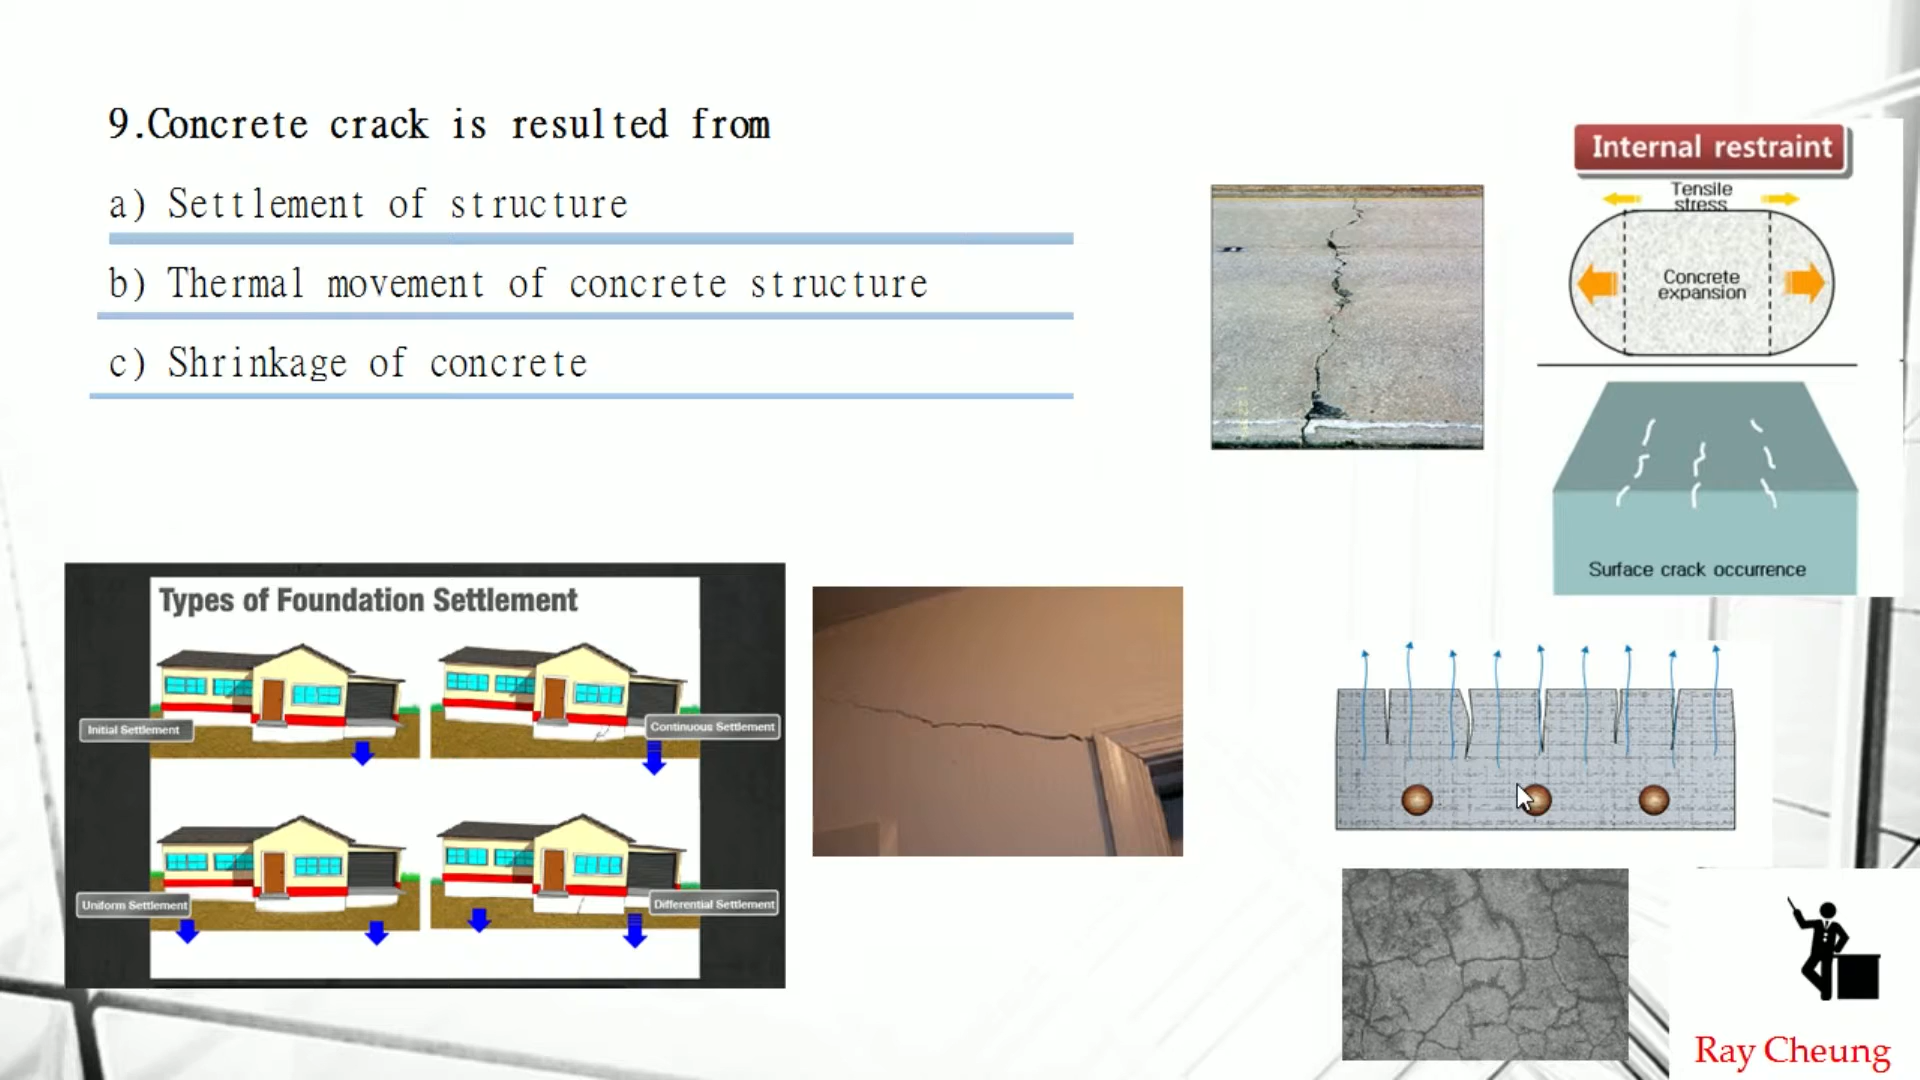 9.Concrete crack is resulted from
a) Settlement of structure
b) Thermal movement of concrete structure
c) Shrinkage of concrete
Internal restraint
Tensile
stress
Concrete
expansion
Surface crack occurrence
Types of Foundation Settlement
Initial Settlement
Continuous Settlement
Uniform Settlement
Differential Settlement
Ray Cheung